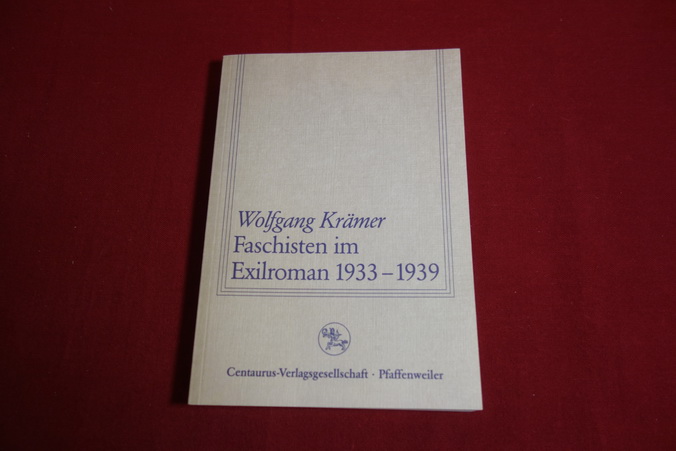 Wolfgang Krämer
Faschisten im
Exilroman 1933–1939
Centaurus-Verlagsgesellschaft · Pfaffenweiler